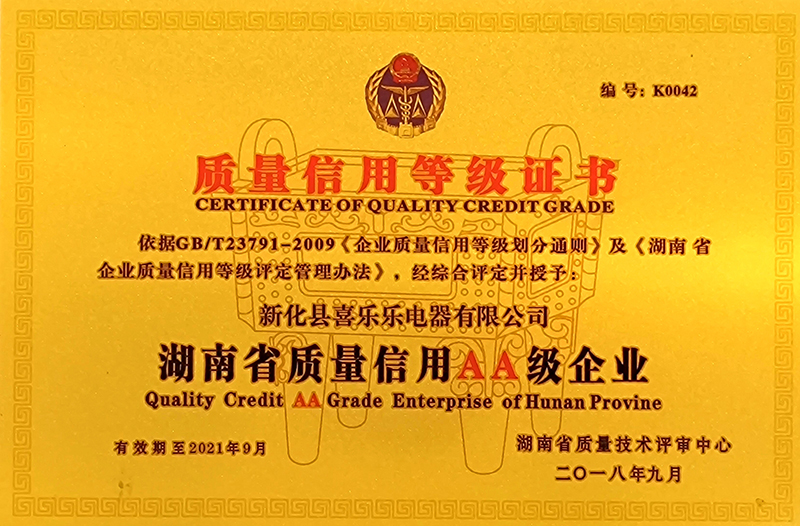 编号：K0042
质量信用等级证书
CERTIFICATE OF QUALITY CREDIT GRADE
依据GB/T23791-2009《企业质量信用等级划分通则》及《湖南省
企业质量信用等级评定管理办法》，经综合评定并授予：
新化县喜乐乐电器有限公司
湖南省质量信用AA级企业
Quality Credit AA Grade Enterprise of Hunan Provine
有效期至2021年9月
湖南省质量技术评审中心
二〇一八年九月